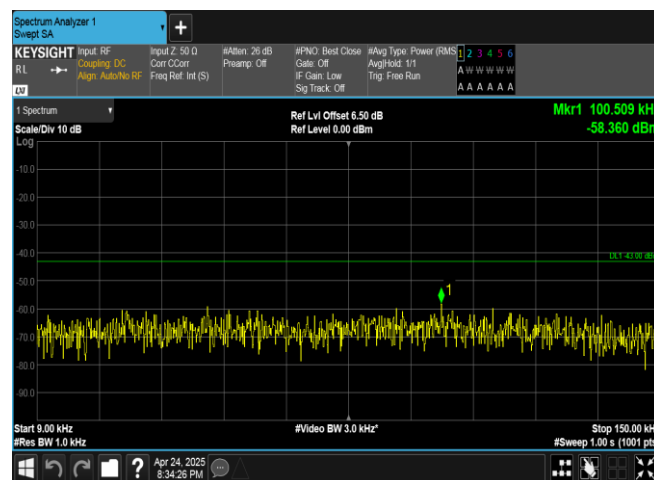 Spectrum Analyzer 1
Swept SA
+
KEYSIGHT Input: RF Input Z: 50 Ω #Atten: 26 dB #PNO: Best Close #Avg Type: Power (RMS 1 2 3 4 5 6
RL Coupling: DC Corr CCorr Preamp: Off Gate: Off Avg|Hold: 1/1 A W W W W W
Align: Auto/No RF Freq Ref: Int (S) IF Gain: Low Trig: Free Run
LXI Sig Track: Off A A A A A A
1 Spectrum Ref Lvl Offset 6.50 dB Mkr1 100.509 kH
Scale/Div 10 dB Ref Level 0.00 dBm -58.360 dBr
Log
-10.0
-20.0
-30.0
-40.0
DL1 -43.00 dB
-50.0
1
-60.0
-70.0
-80.0
-90.0
Start 9.00 kHz #Video BW 3.0 kHz* Stop 150.00 kH
#Res BW 1.0 kHz #Sweep 1.00 s (1001 pts
? Apr 24, 2025
8:34:26 PM